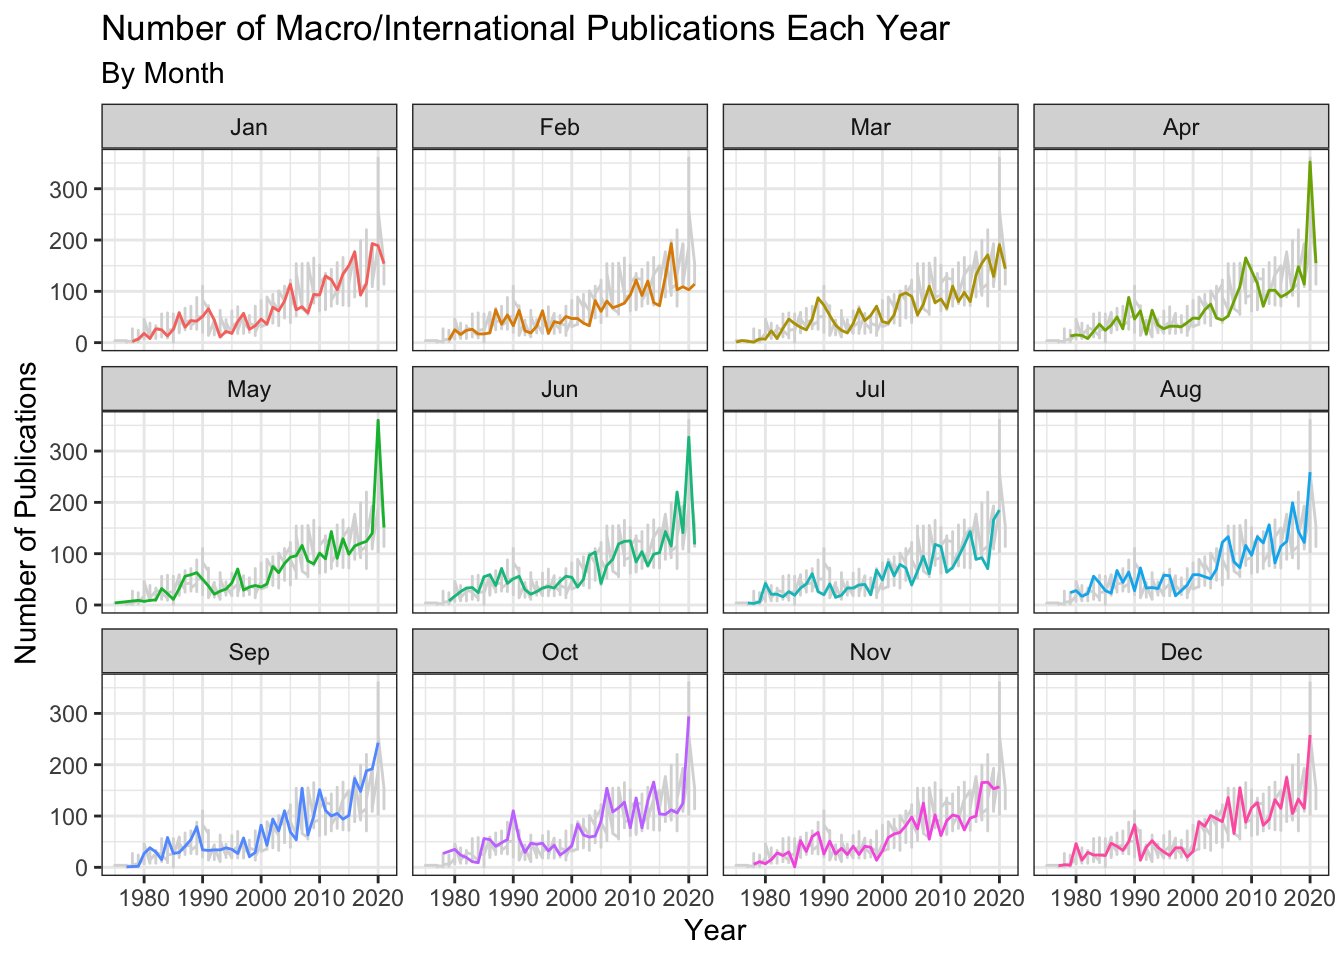 Number of Macro/International Publications Each Year
By Month
Jan Feb Mar Apr
300
200
100
0
May Jun Jul Aug
300
200
100
0
Sep Oct Nov Dec
300
200
100
0
Number of Publications
1980 1990 2000 2010 2020 1980 1990 2000 2010 2020 1980 1990 2000 2010 2020 1980 1990 2000 2010 2020
Year